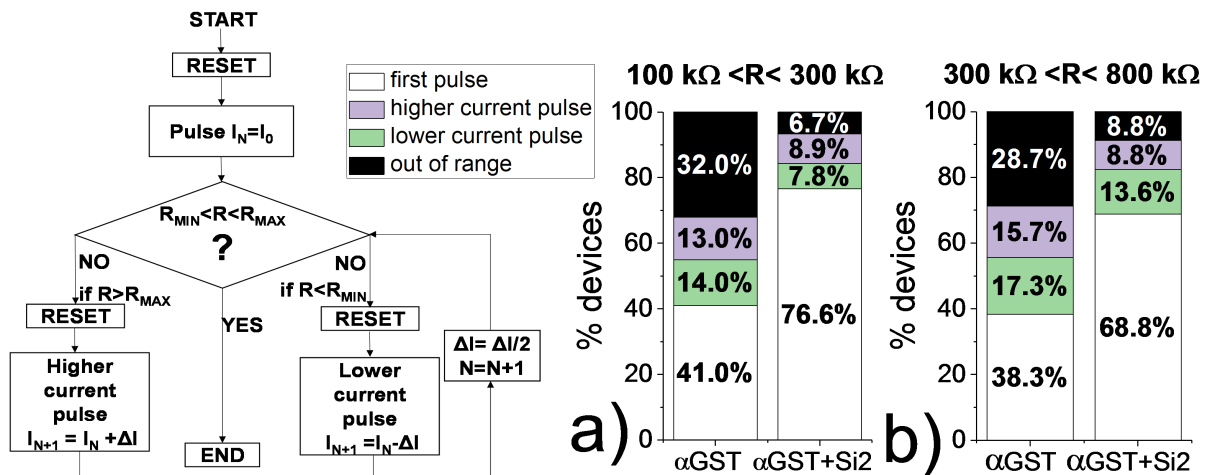 START
RESET
Pulse I_N=I_0
R_MIN<R<R_MAX
?
NO
if R>R_MAX
RESET
Higher
current
pulse
I_N+1 = I_N +ΔI
YES
END
NO
if R<R_MIN
RESET
Lower
current
pulse
I_N+1 =I_N-ΔI
ΔI= ΔI/2
N=N+1
first pulse
higher current pulse
lower current pulse
out of range
100 kΩ <R< 300 kΩ
% devices
100
80
60
40
20
0
32.0%
13.0%
14.0%
41.0%
6.7%
8.9%
7.8%
76.6%
αGST
αGST+Si2
a)
300 kΩ <R< 800 kΩ
% devices
100
80
60
40
20
0
28.7%
15.7%
17.3%
38.3%
8.8%
8.8%
13.6%
68.8%
αGST
αGST+Si2
b)